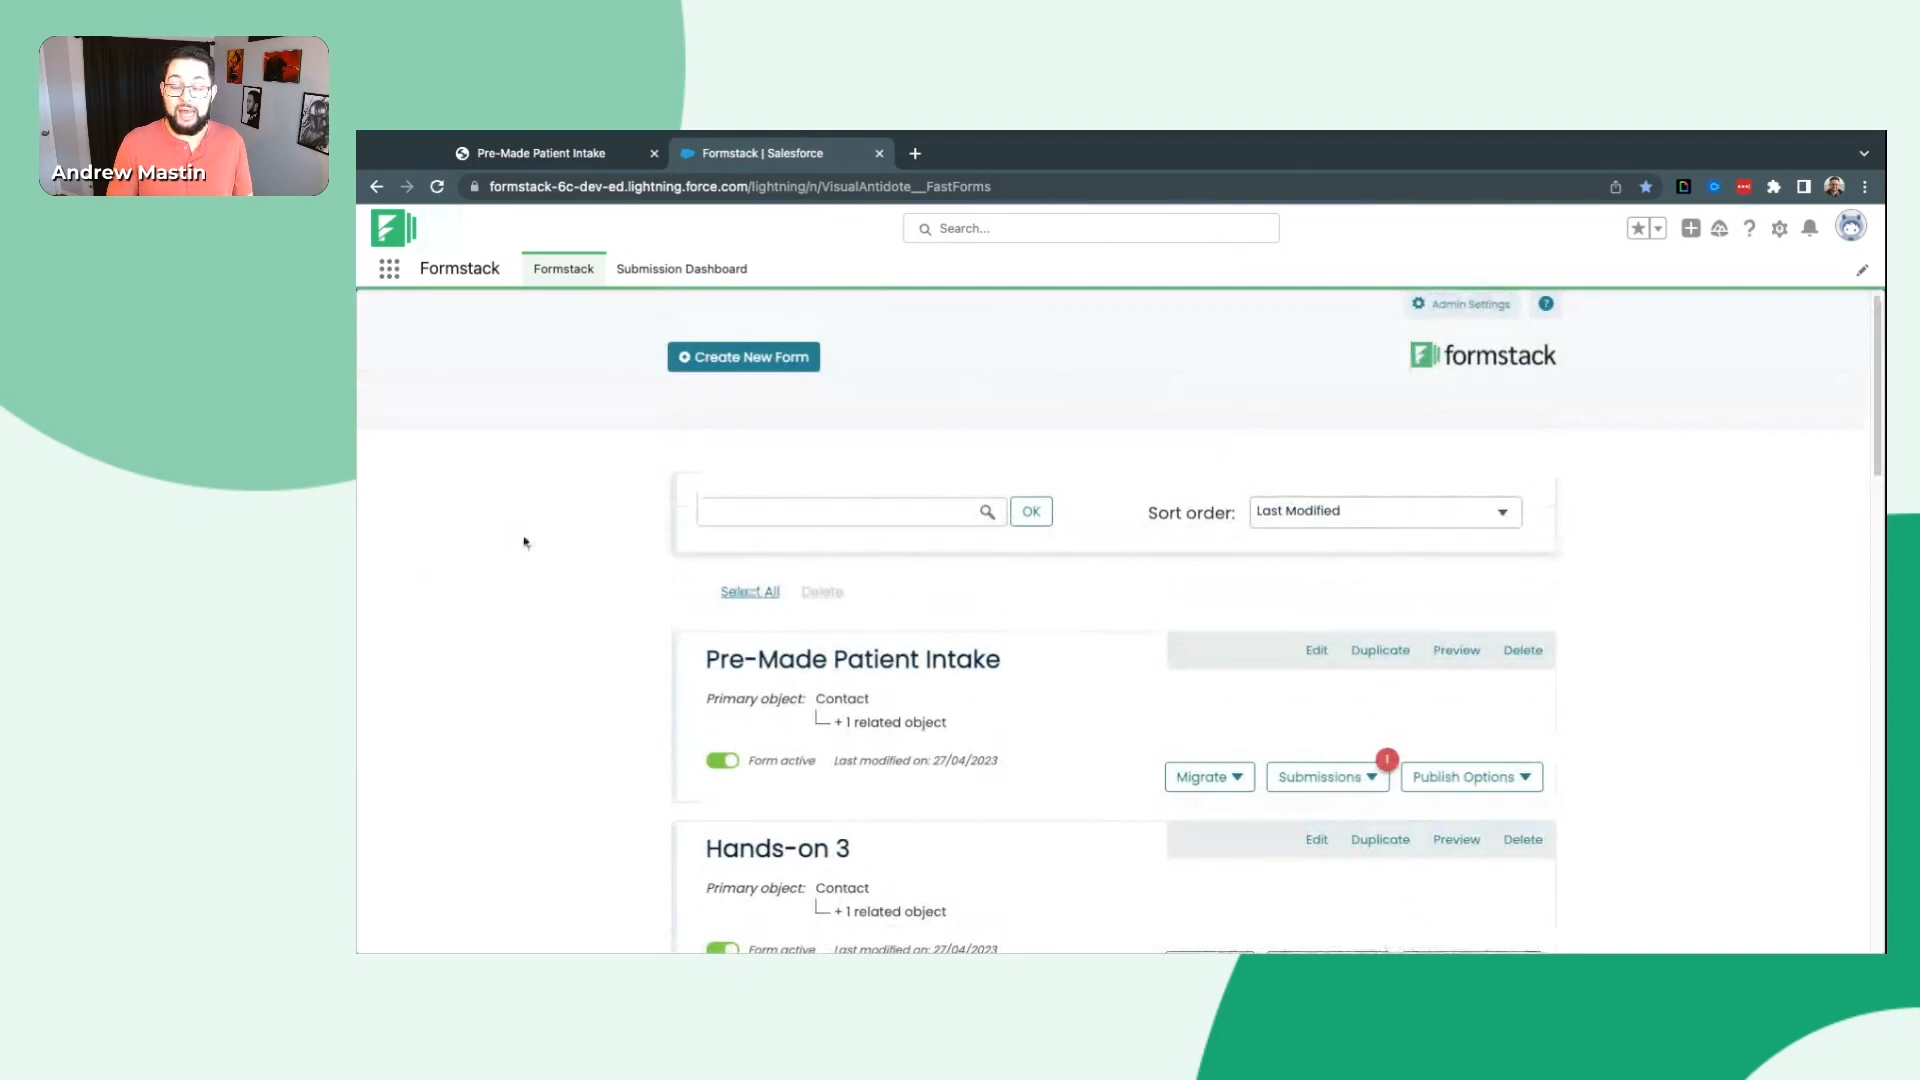 Andrew Mastin
Pre-Made Patient Intake
Formstack | Salesforce
formstack-6c-dev-ed.lightning.force.com/lightning/n/VisualAntidote__FastForms
Search...
Formstack
Formstack
Submission Dashboard
Admin Settings
?
Create New Form
formstack
OK
Sort order:
Last Modified
Select All
Delete
Pre-Made Patient Intake
Edit
Duplicate
Preview
Delete
Primary object: Contact
+ 1 related object
Form active
Last modified on: 27/04/2023
Migrate
Submissions
1
Publish Options
Hands-on 3
Edit
Duplicate
Preview
Delete
Primary object: Contact
+ 1 related object
Form active
Last modified on: 27/04/2023